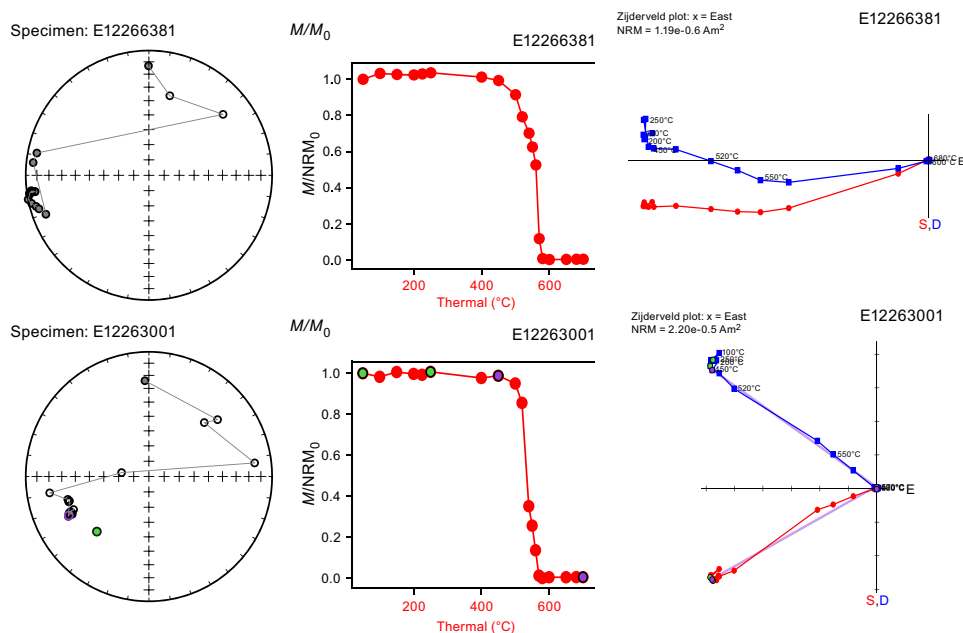 Specimen: E12266381
M/M0
E12266381
Zijderveld plot: x = East
NRM = 1.19e-0.6 Am2
E12266381
M/NRM0
1.0
0.8
0.6
0.4
0.2
0.0
200
400
600
Thermal (°C)
250°C
200°C
450°C
520°C
550°C
680°C
E
S,D
Specimen: E12263001
M/M0
E12263001
Zijderveld plot: x = East
NRM = 2.20e-0.5 Am2
E12263001
M/NRM0
1.0
0.8
0.6
0.4
0.2
0.0
200
400
600
Thermal (°C)
100°C
450°C
520°C
550°C
E
S,D